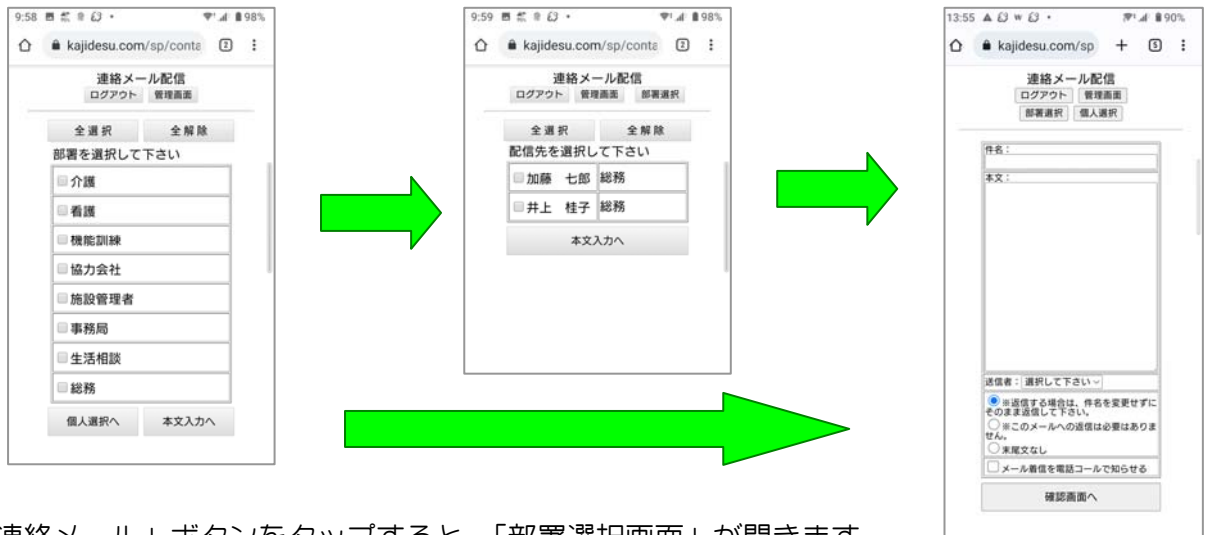 9:58
98%
kajidesu.com/sp/conta
2
連絡メール配信
ログアウト 管理画面
全選択 全解除
部署を選択して下さい
介護
看護
機能訓練
協力会社
施設管理者
事務局
生活相談
総務
個人選択へ 本文入力へ
9:59
98%
kajidesu.com/sp/conta
2
連絡メール配信
ログアウト 管理画面 部署選択
全選択 全解除
配信先を選択して下さい
加藤 七郎 総務
井上 桂子 総務
本文入力へ
13:55
90%
kajidesu.com/sp
5
連絡メール配信
ログアウト 管理画面
部署選択 個人選択
件名:
本文:
送信者: 選択して下さい
※返信する場合は、件名を変更せずに
そのまま返信して下さい。
※このメールへの返信は必要はありま
せん。
末尾文なし
メール着信を電話コールで知らせる
確認画面へ
連絡メール」ボタンをタップすると、「部署選択画面」が開きます